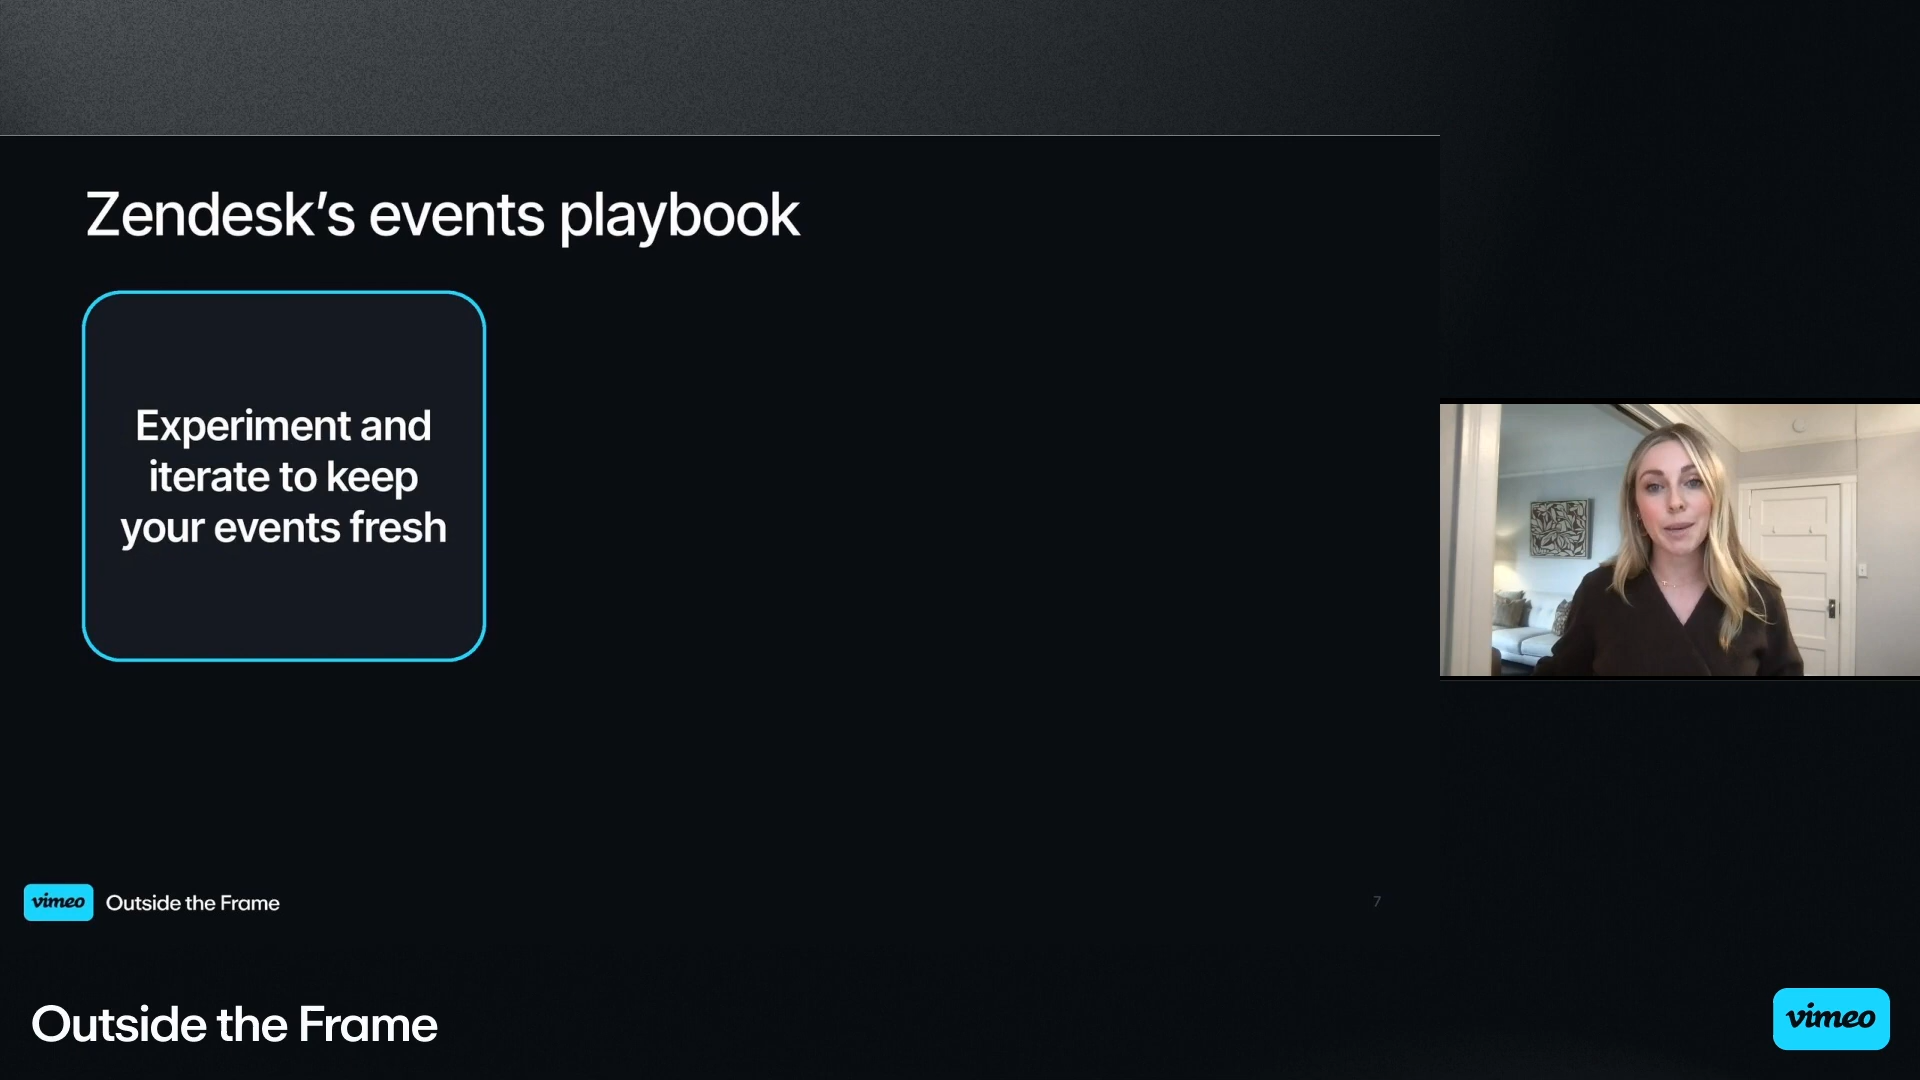 Zendesk’s events playbook
Experiment and
iterate to keep
your events fresh
vimeo Outside the Frame
7
Outside the Frame
vimeo